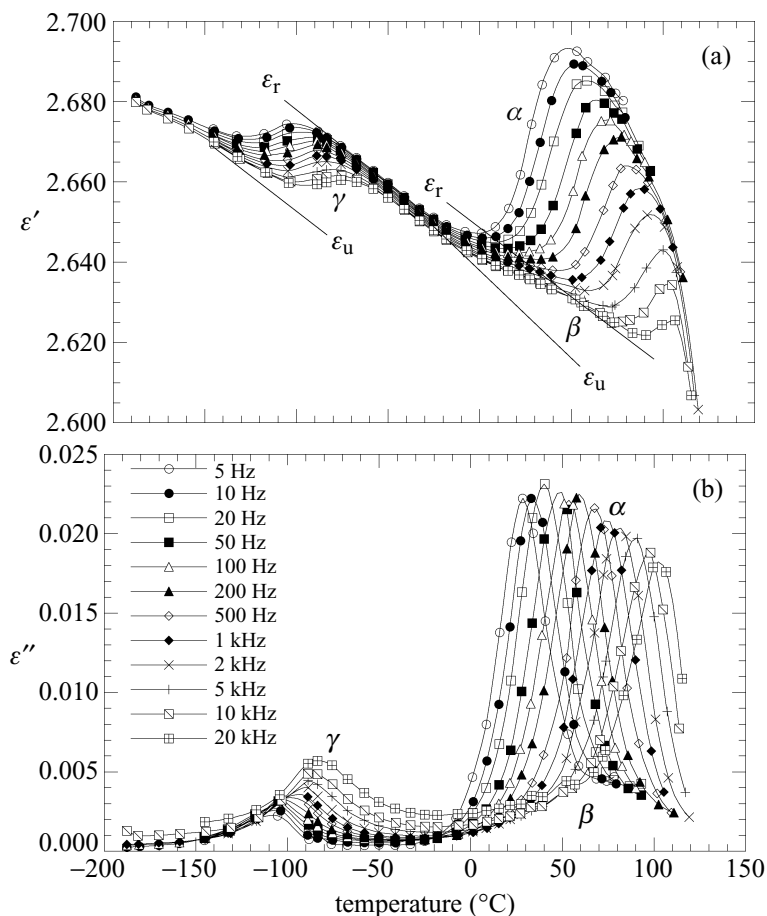 2.700
(a)
εr
2.680
α
2.660
εr
γ
ε′
εu
2.640
β
2.620
εu
2.600
0.025
(b)
5 Hz
10 Hz
α
0.020
20 Hz
50 Hz
100 Hz
0.015
200 Hz
500 Hz
ε″
1 kHz
0.010
2 kHz
5 kHz
10 kHz
20 kHz
γ
0.005
β
0.000
−200 −150 −100 −50 0 50 100 150
temperature (°C)